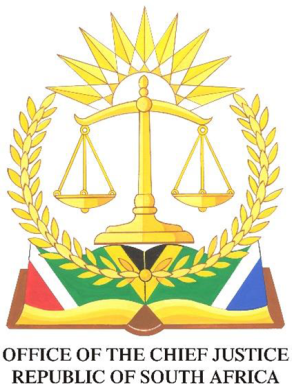 OFFICE OF THE CHIEF JUSTICE
REPUBLIC OF SOUTH AFRICA